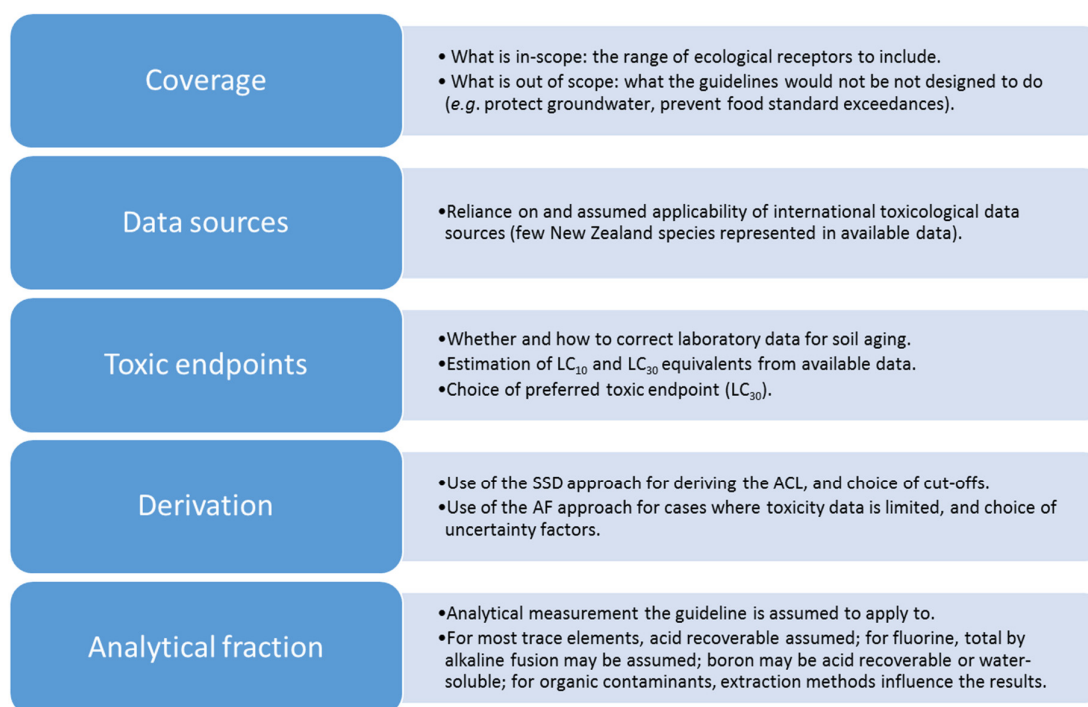 Coverage
• What is in-scope: the range of ecological receptors to include.
• What is out of scope: what the guidelines would not be not designed to do
(e.g. protect groundwater, prevent food standard exceedances).
Data sources
•Reliance on and assumed applicability of international toxicological data
sources (few New Zealand species represented in available data).
Toxic endpoints
•Whether and how to correct laboratory data for soil aging.
•Estimation of LC10 and LC30 equivalents from available data.
•Choice of preferred toxic endpoint (LC30).
Derivation
•Use of the SSD approach for deriving the ACL, and choice of cut-offs.
•Use of the AF approach for cases where toxicity data is limited, and choice of
uncertainty factors.
Analytical fraction
•Analytical measurement the guideline is assumed to apply to.
•For most trace elements, acid recoverable assumed; for fluorine, total by
alkaline fusion may be assumed; boron may be acid recoverable or water-
soluble; for organic contaminants, extraction methods influence the results.